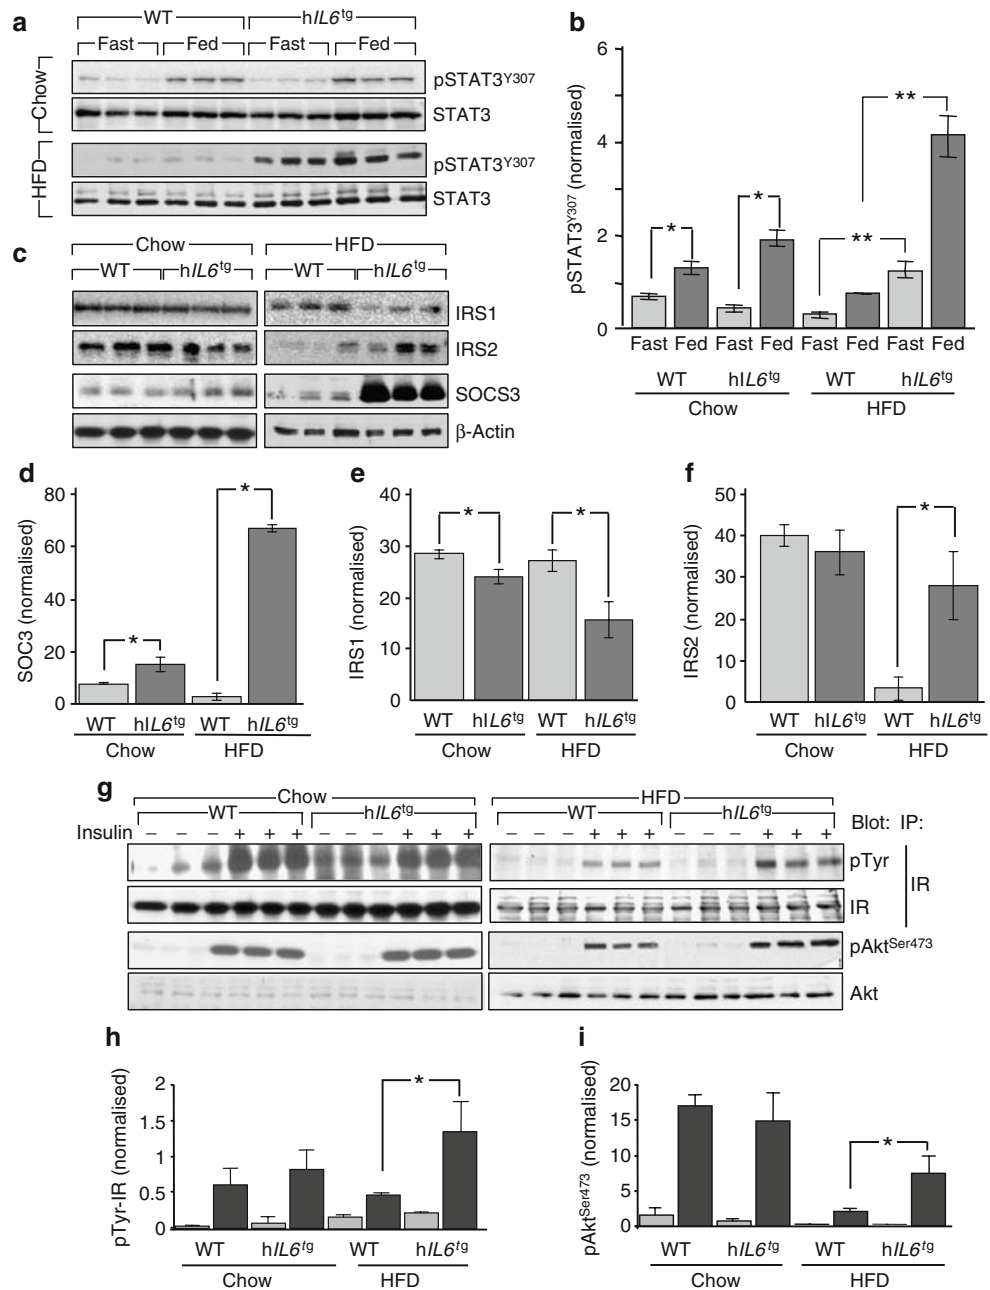 a
WT hIL6tg
Fast Fed Fast Fed
Chow
pSTAT3Y307
STAT3
HFD
pSTAT3Y307
STAT3
b
pSTAT3Y307 (normalised)
6
4
2
0
* * ** **
Fast Fed Fast Fed Fast Fed Fast Fed
WT hIL6tg WT hIL6tg
Chow HFD
c
Chow HFD
WT hIL6tg WT hIL6tg
IRS1
IRS2
SOCS3
β-Actin
d
SOC3 (normalised)
80
60
40
20
0
* *
WT hIL6tg WT hIL6tg
Chow HFD
e
IRS1 (normalised)
40
30
20
10
0
* *
WT hIL6tg WT hIL6tg
Chow HFD
f
IRS2 (normalised)
50
40
30
20
10
0
*
WT hIL6tg WT hIL6tg
Chow HFD
g
Chow HFD
WT hIL6tg WT hIL6tg
Insulin − − − + + + − − − + + + − − − + + + − − − + + + Blot: IP:
pTyr
IR
IR
pAktSer473
Akt
h
pTyr-IR (normalised)
2
1.5
1
0.5
0
*
WT hIL6tg WT hIL6tg
Chow HFD
i
pAktSer473 (normalised)
20
15
10
5
0
*
WT hIL6tg WT hIL6tg
Chow HFD